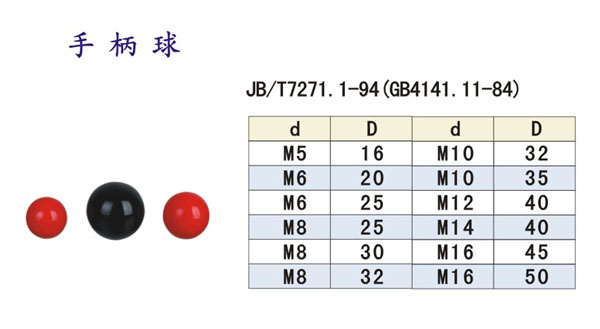 手柄球
JB/T7271.1-94(GB4141.11-84)
d D d D
M5 16 M10 32
M6 20 M10 35
M6 25 M12 40
M8 25 M14 40
M8 30 M16 45
M8 32 M16 50